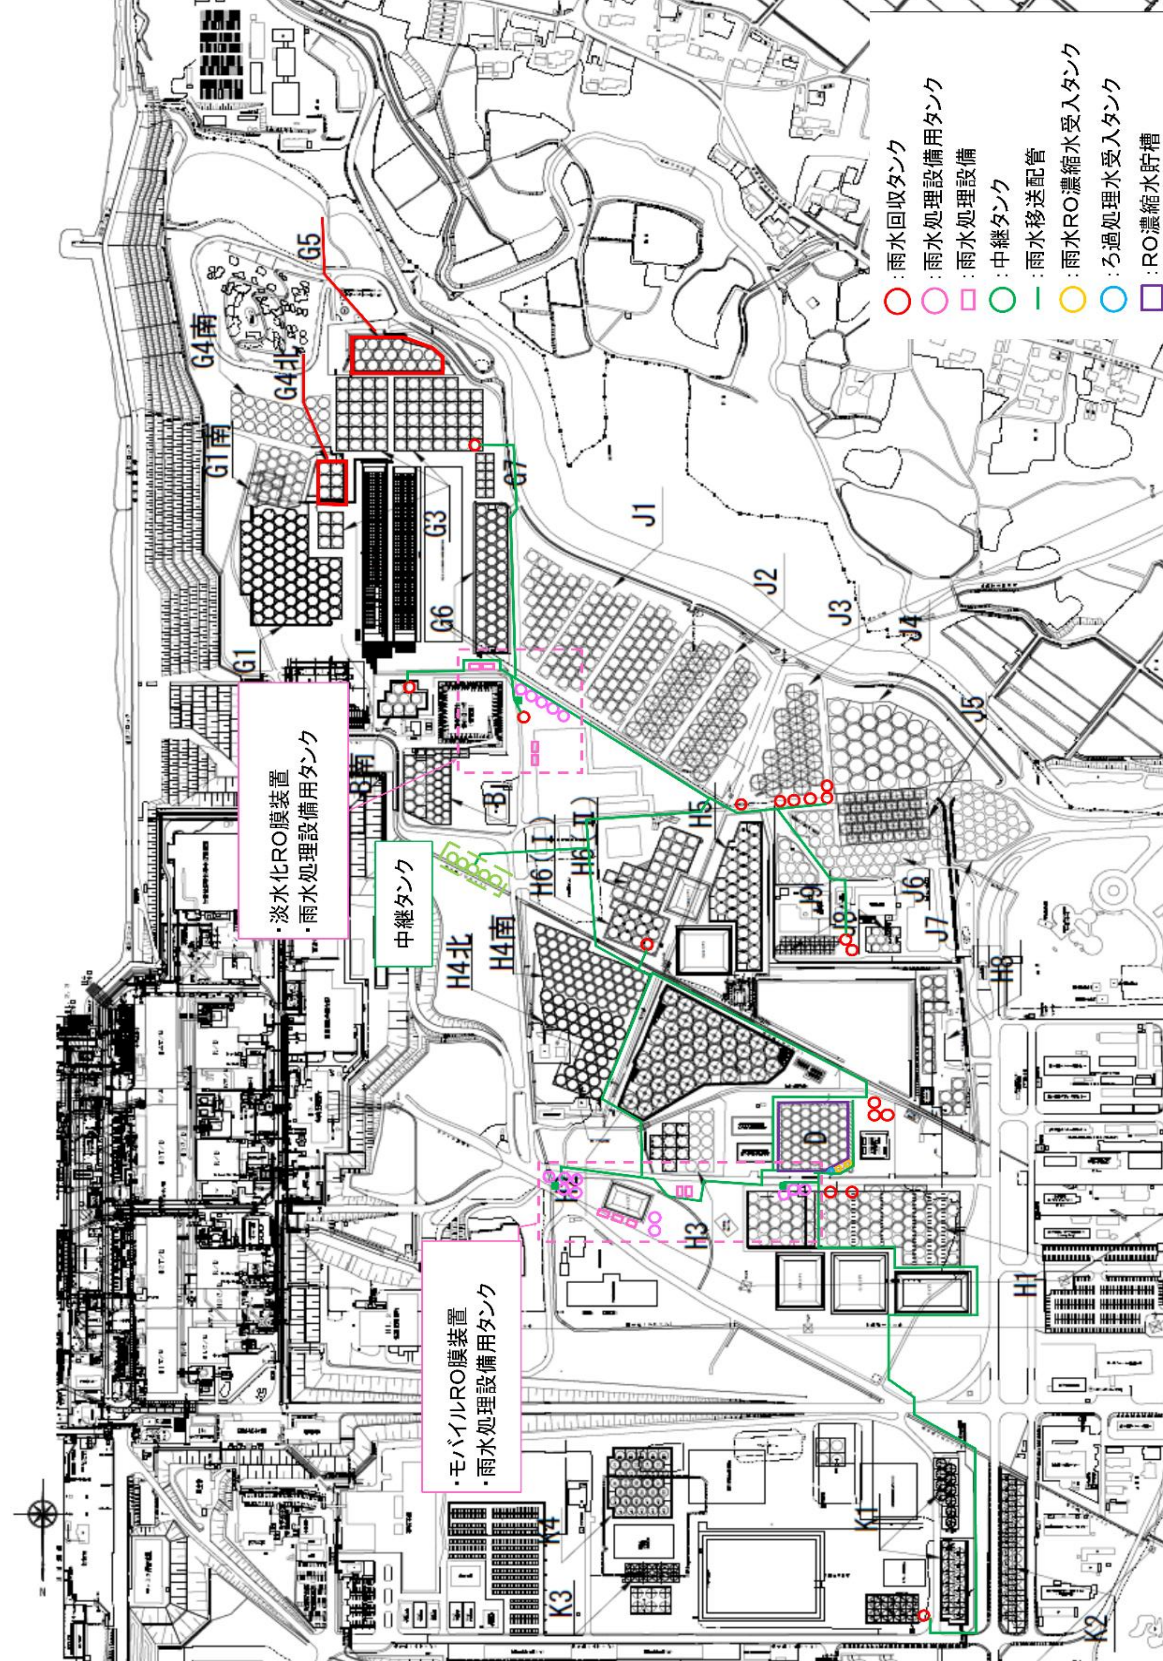 G5
G4南
G4北
G1南
G7
G3
G6
G1
J1
J2
J3
J4
J5
B南
B
H5
H6(Ⅰ)
H6(Ⅱ)
H4北
H4南
J9
J8
J6
J7
H8
D
H3
H1
K4
K3
K1
K2
・淡水化RO膜装置
・雨水処理設備用タンク
中継タンク
・モバイルRO膜装置
・雨水処理設備用タンク
:雨水回収タンク
:雨水処理設備用タンク
:雨水処理設備
:中継タンク
:雨水移送配管
:雨水RO濃縮水受入タンク
:ろ過処理水受入タンク
:RO濃縮水貯槽